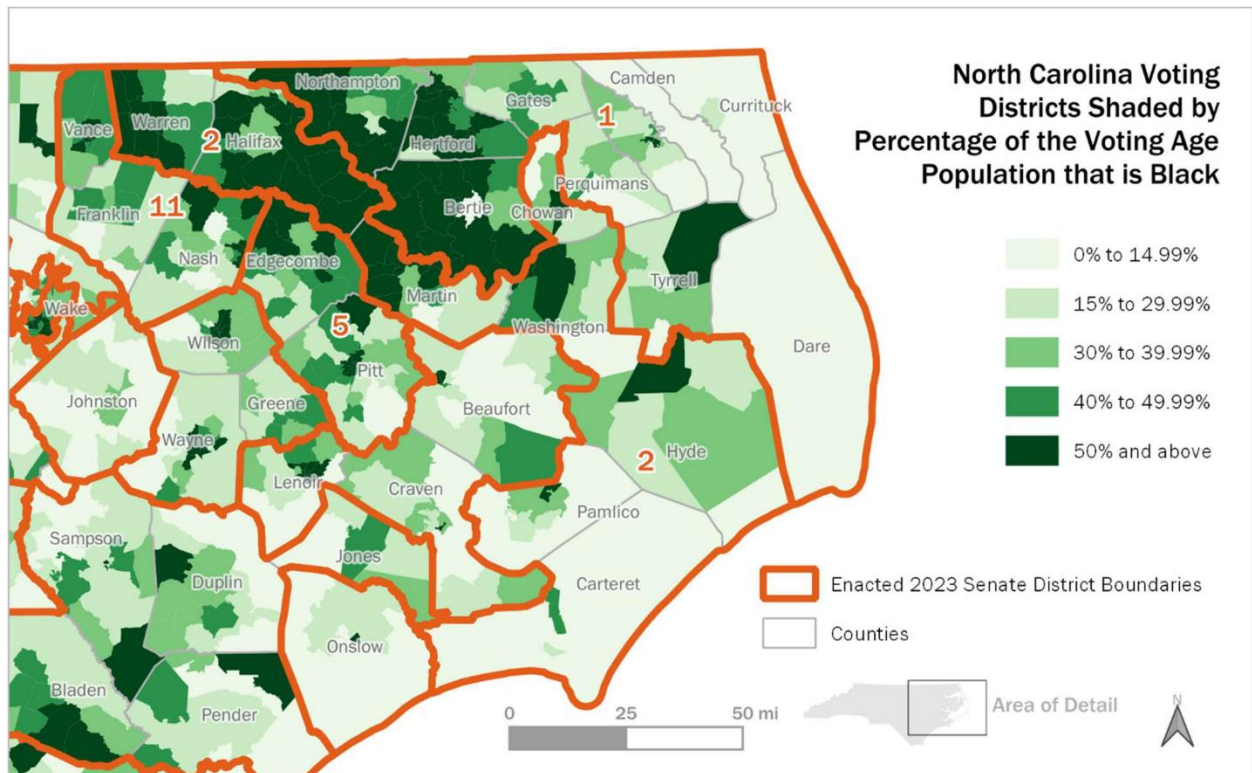 North Carolina Voting
Districts Shaded by
Percentage of the Voting Age
Population that is Black
0% to 14.99%
15% to 29.99%
30% to 39.99%
40% to 49.99%
50% and above
Enacted 2023 Senate District Boundaries
Counties
Area of Detail
N
0 25 50 mi
Camden
Currituck
Northampton
Gates
1
Vance
Warren
2
Halifax
Hertford
Perquimans
Franklin
11
Bertie
Chowan
Nash
Edgecombe
Tyrrell
Martin
Wake
5
Washington
Wilson
Dare
Pitt
Johnston
Greene
Beaufort
Wayne
2
Hyde
Lenoir
Craven
Pamlico
Sampson
Jones
Duplin
Carteret
Onslow
Bladen
Pender